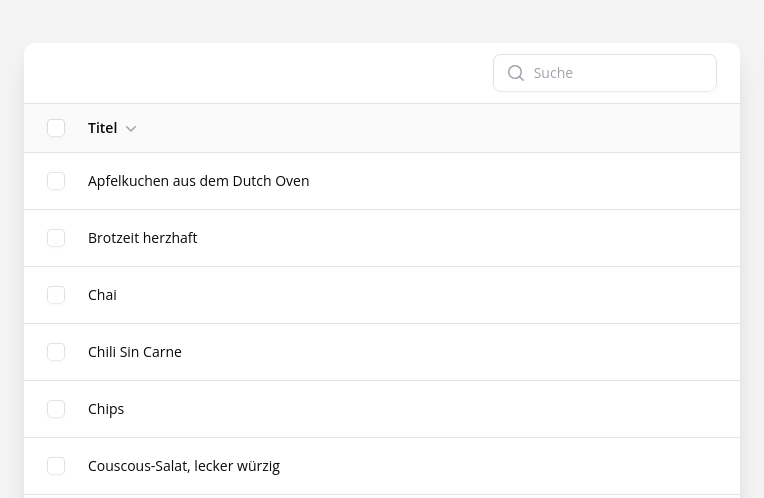 Suche
Titel
Apfelkuchen aus dem Dutch Oven
Brotzeit herzhaft
Chai
Chili Sin Carne
Chips
Couscous-Salat, lecker würzig